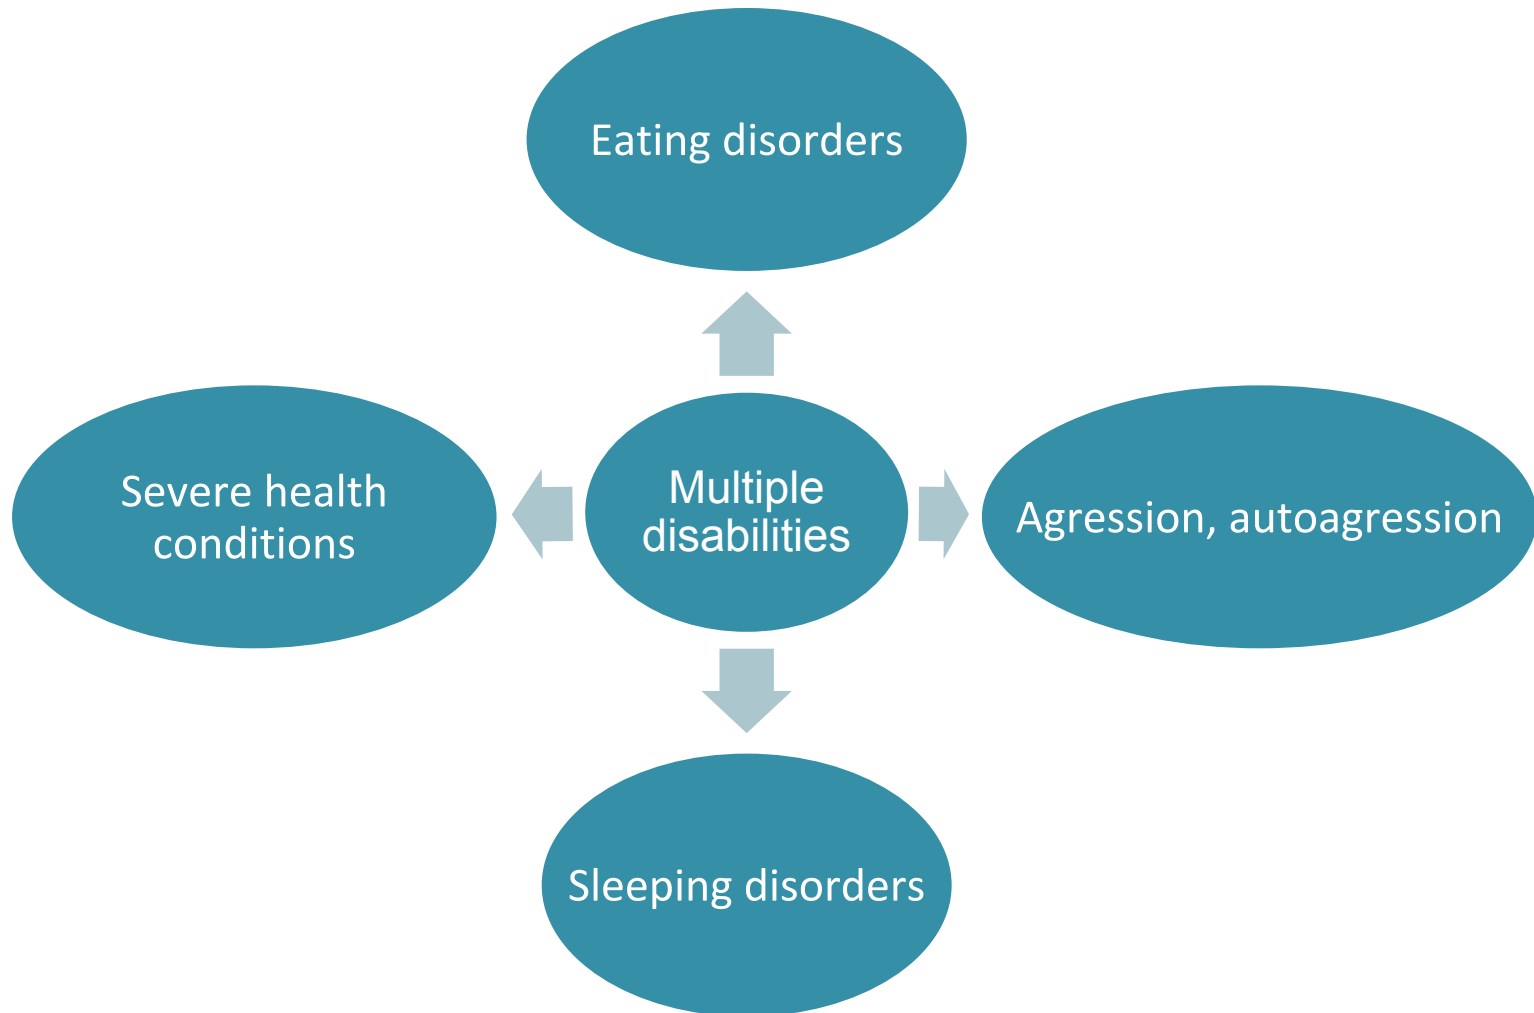 Eating disorders
Severe health
conditions
Multiple
disabilities
Agression, autoagression
Sleeping disorders